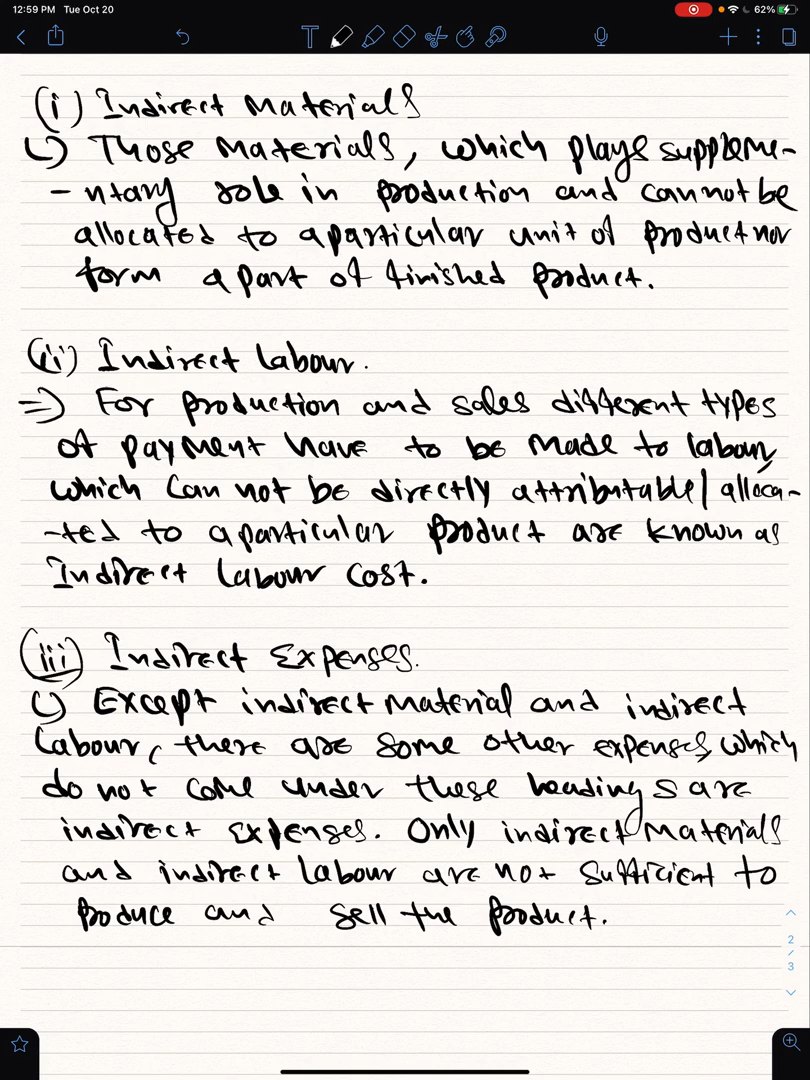 12:59 PM Tue Oct 20 62%
(i) Indirect Materials
↳ Those Materials, which plays suppleme-
-ntary role in production and cannot be
allocated to a particular unit of product nor
form a part of finished product.
(ii) Indirect Labour.
⇒ For production and sales different types
of payment have to be made to labour,
which can not be directly attributable/alloca-
-ted to a particular product are known as
Indirect Labour Cost.
(iii) Indirect Expenses.
↳ Except indirect Material and indirect
Labour, there are some other expenses, which
do not come under these headings are
indirect expenses. Only indirect Materials
and indirect Labour are not sufficient to
produce and sell the product.
2
/
3